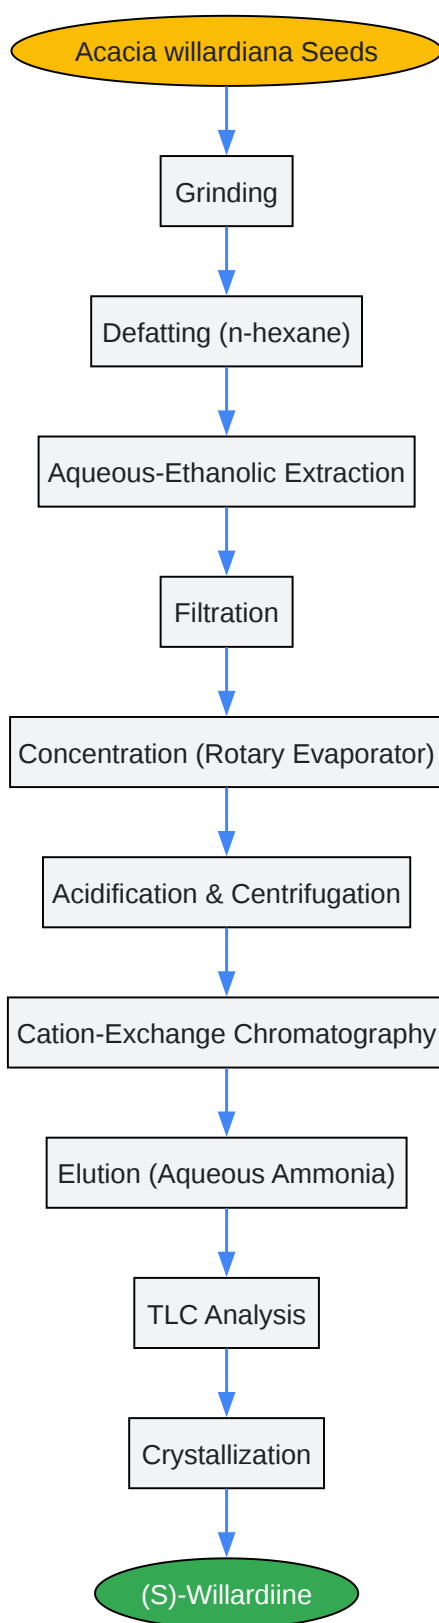 Acacia willardiana Seeds
Grinding
Defatting (n-hexane)
Aqueous-Ethanolic Extraction
Filtration
Concentration (Rotary Evaporator)
Acidification & Centrifugation
Cation-Exchange Chromatography
Elution (Aqueous Ammonia)
TLC Analysis
Crystallization
(S)-Willardiine